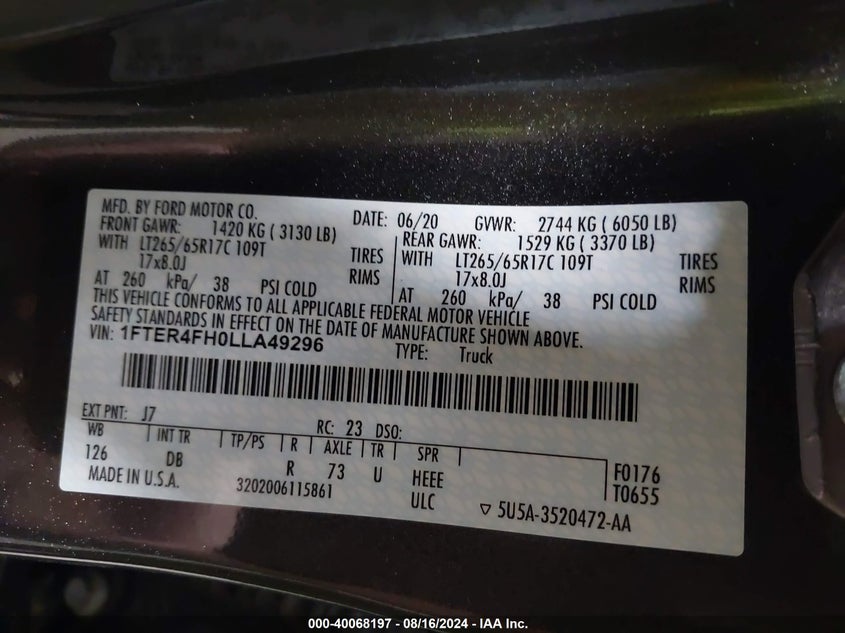 MFD. BY FORD MOTOR CO. DATE: 06/20 GVWR: 2744 KG ( 6050 LB)
FRONT GAWR: 1420 KG ( 3130 LB) REAR GAWR: 1529 KG ( 3370 LB)
WITH LT265/65R17C 109T TIRES WITH LT265/65R17C 109T TIRES
17x8.0J RIMS 17x8.0J RIMS
AT 260 kPa/ 38 PSI COLD AT 260 kPa/ 38 PSI COLD
THIS VEHICLE CONFORMS TO ALL APPLICABLE FEDERAL MOTOR VEHICLE
SAFETY STANDARDS IN EFFECT ON THE DATE OF MANUFACTURE SHOWN ABOVE.
VIN: 1FTER4FH0LLA49296 TYPE: Truck
EXT PNT: J7 RC: 23 DSO:
WB INT TR TP/PS R AXLE TR SPR
126 DB R 73 U HEEE F0176
MADE IN U.S.A. 3202006115861 ULC T0655
▽ 5U5A-3520472-AA
000-40068197 - 08/16/2024 - IAA Inc.